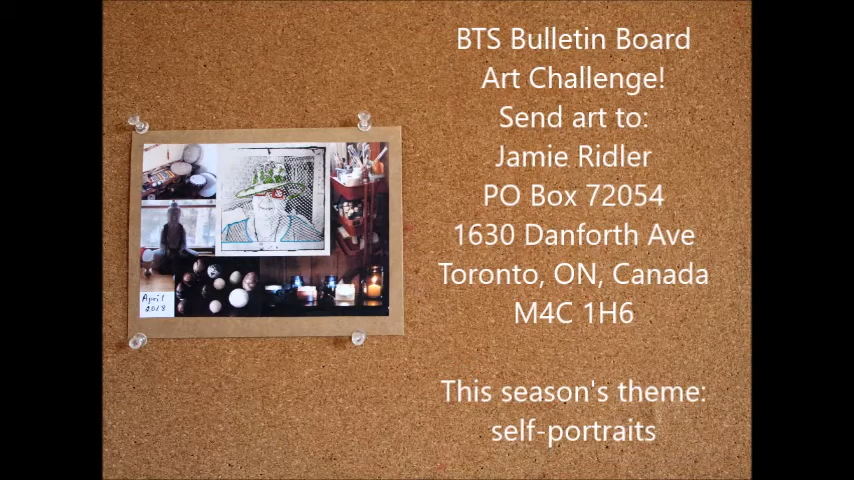 BTS Bulletin Board
Art Challenge!
Send art to:
Jamie Ridler
PO Box 72054
1630 Danforth Ave
Toronto, ON, Canada
M4C 1H6
This season's theme:
self-portraits
April
2018